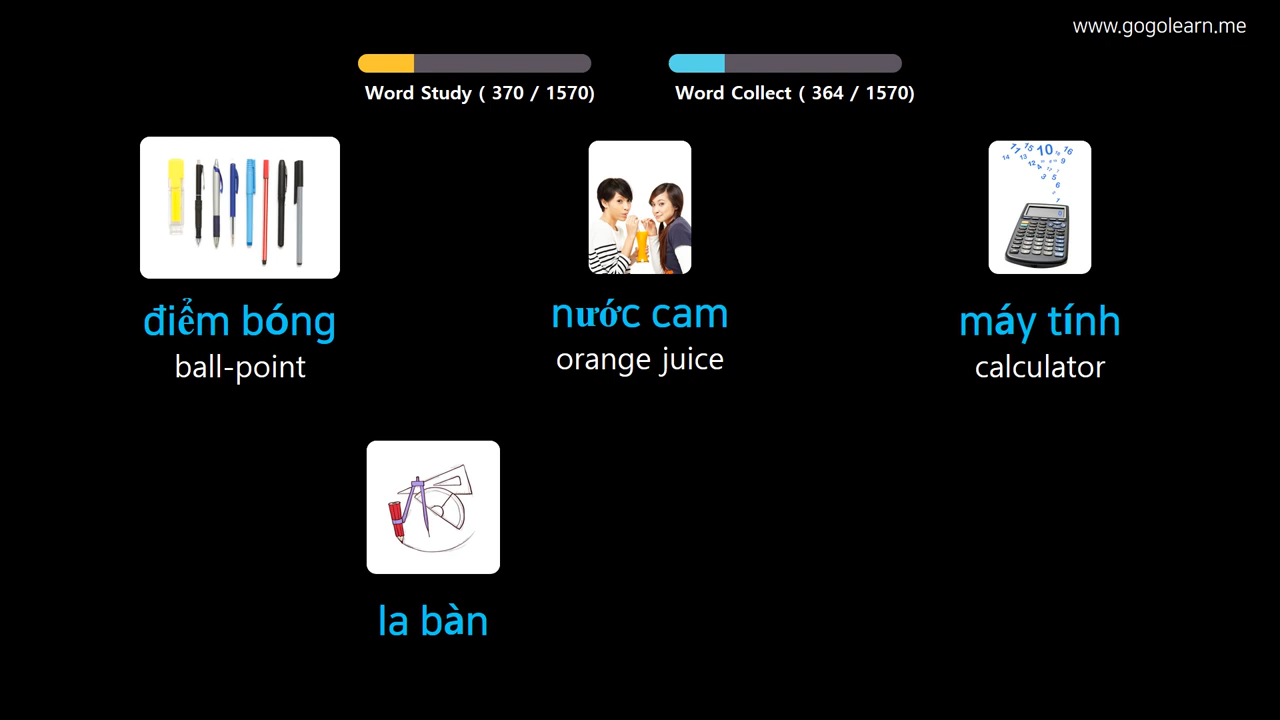 www.gogolearn.me
Word Study ( 370 / 1570)
Word Collect ( 364 / 1570)
điểm bóng
ball-point
nước cam
orange juice
máy tính
calculator
la bàn